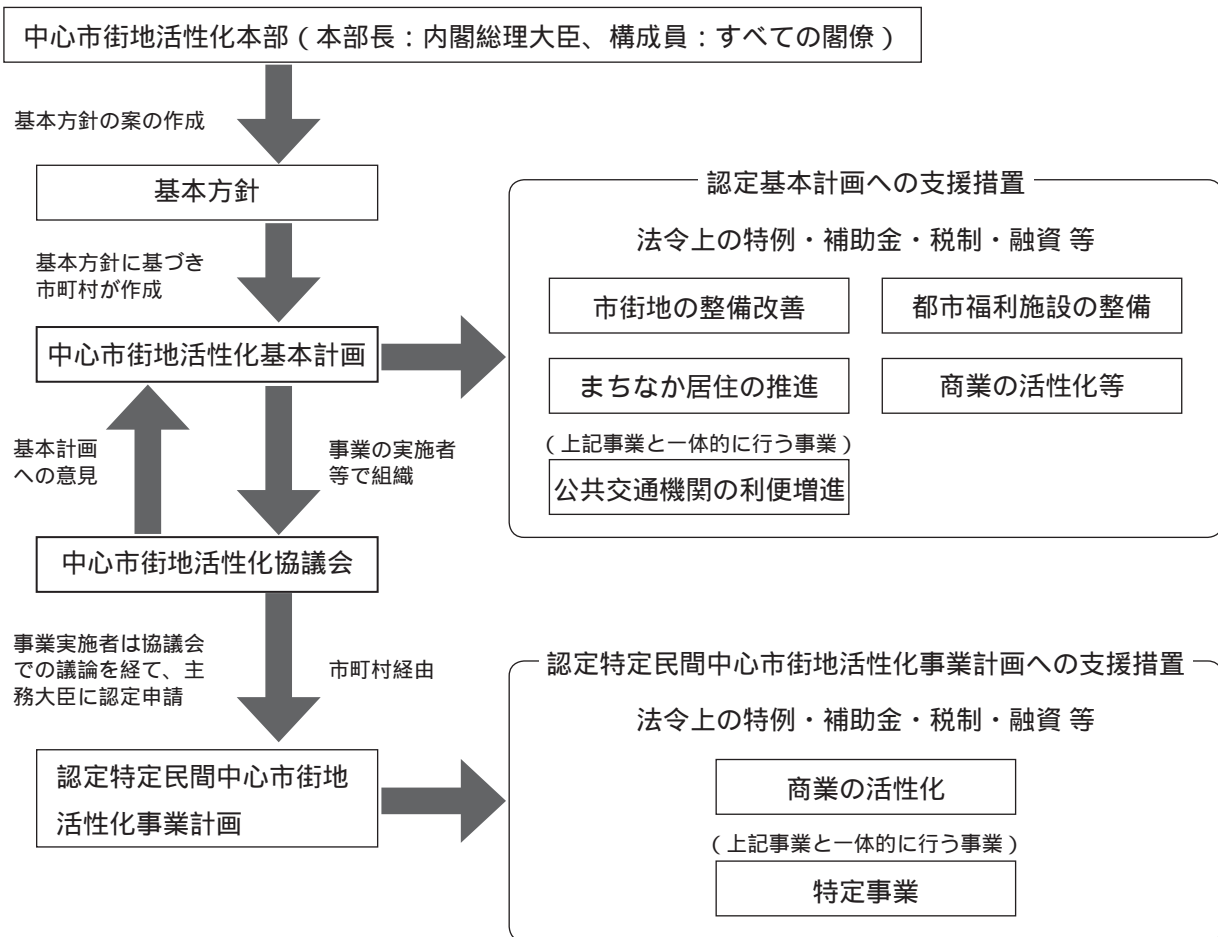 中心市街地活性化本部（本部長：内閣総理大臣、構成員：すべての閣僚）
基本方針の案の作成
基本方針
基本方針に基づき
市町村が作成
中心市街地活性化基本計画
基本計画
への意見
事業の実施者
等で組織
中心市街地活性化協議会
事業実施者は協議会
での議論を経て、主
務大臣に認定申請
市町村経由
認定特定民間中心市街地
活性化事業計画
認定基本計画への支援措置
法令上の特例・補助金・税制・融資 等
市街地の整備改善
都市福利施設の整備
まちなか居住の推進
商業の活性化等
（上記事業と一体的に行う事業）
公共交通機関の利便増進
認定特定民間中心市街地活性化事業計画への支援措置
法令上の特例・補助金・税制・融資 等
商業の活性化
（上記事業と一体的に行う事業）
特定事業